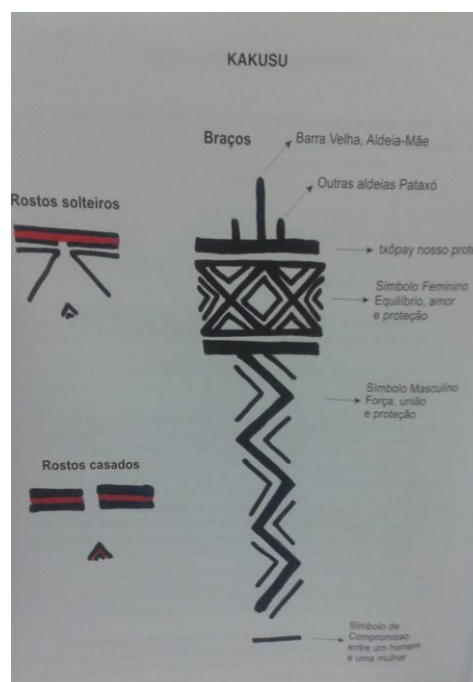 KAKUSU
Braços
Barra Velha, Aldeia-Mãe
Outras aldeias Pataxó
Rostos solteiros
txôpay nosso prote
Símbolo Feminino
Equilíbrio, amor
e proteção
Símbolo Masculino
Força, união
e proteção
Rostos casados
Símbolo de
Compromisso
entre um homem
e uma mulher